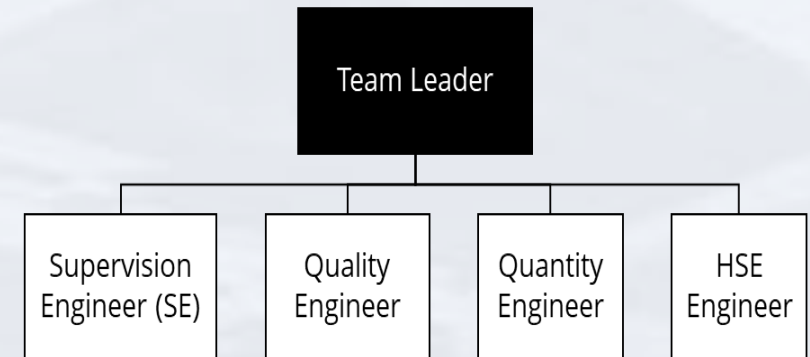 Team Leader
Supervision
Engineer (SE)
Quality
Engineer
Quantity
Engineer
HSE
Engineer